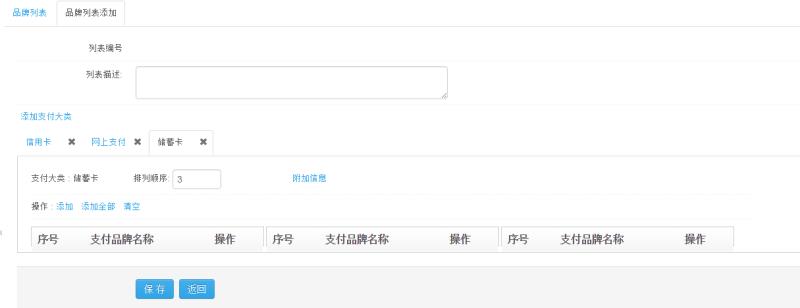 品牌列表 品牌列表添加
列表编号
列表描述:
添加支付大类
信用卡 ✖ 网上支付 ✖ 储蓄卡 ✖
支付大类 : 储蓄卡 排列顺序: 3 附加信息
操作 : 添加 添加全部 清空
序号 支付品牌名称 操作 序号 支付品牌名称 操作 序号 支付品牌名称 操作
保 存 返回